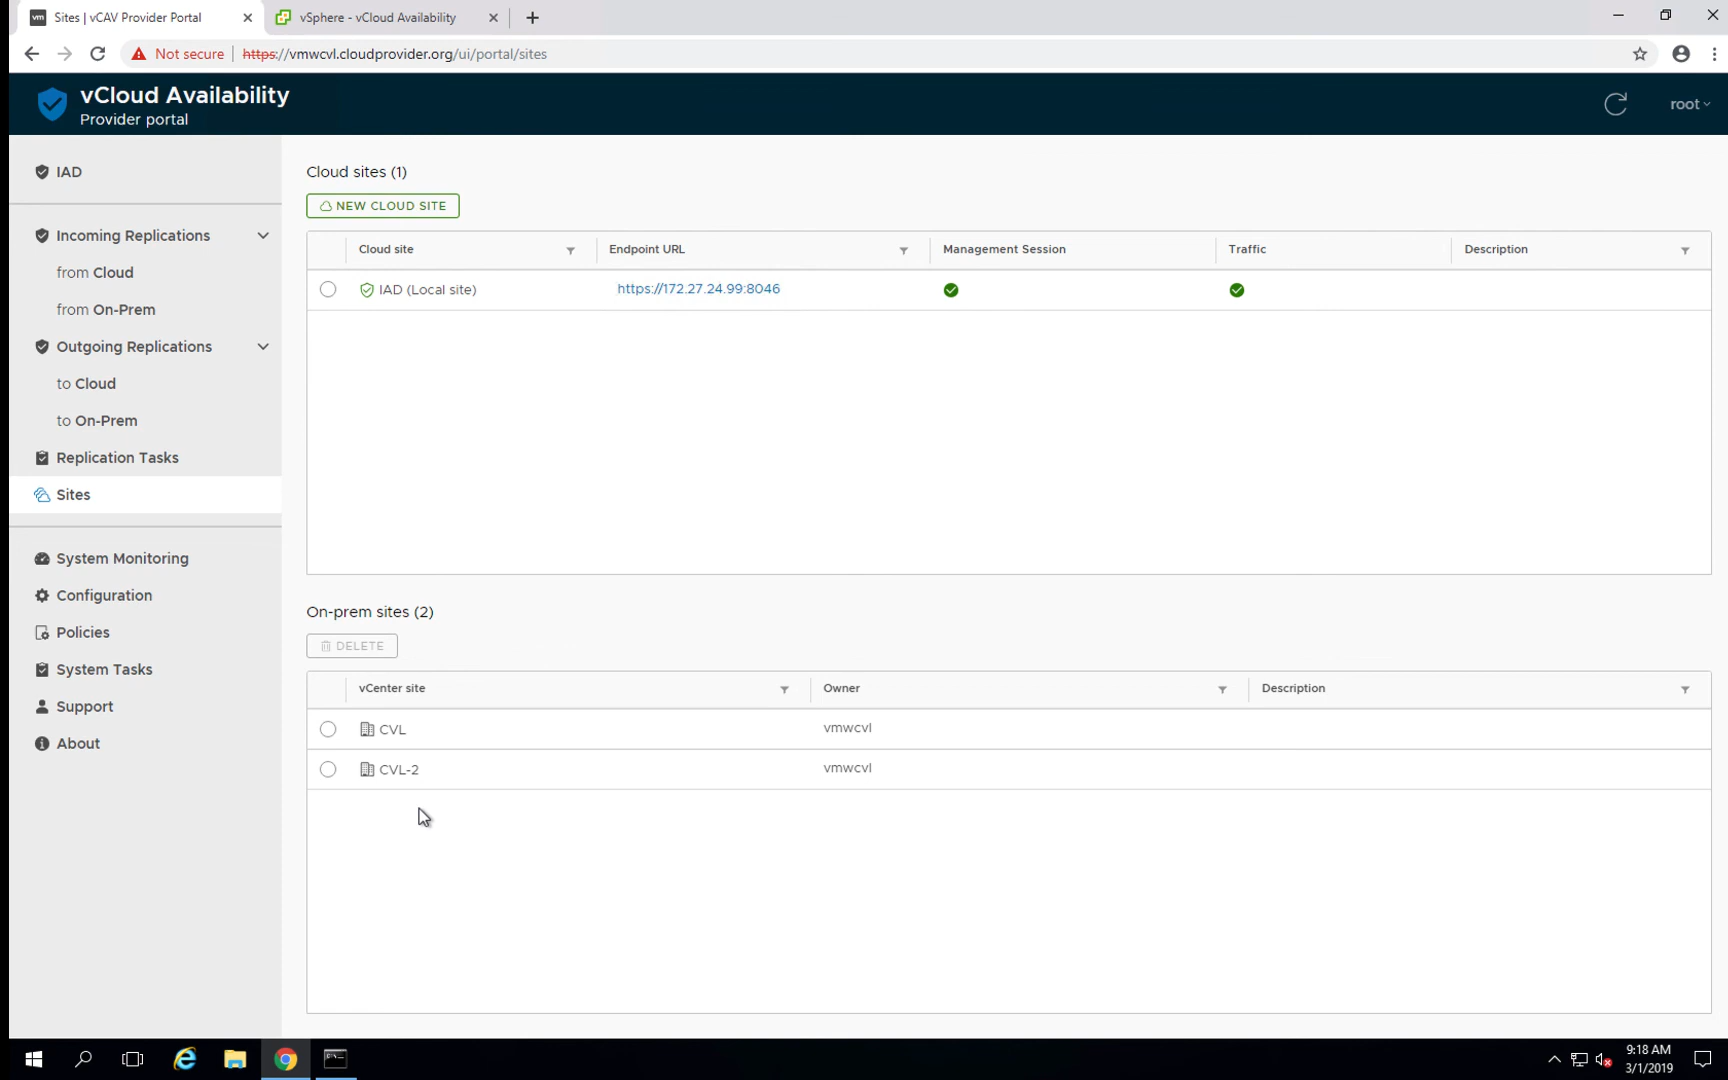 Sites | vCAV Provider Portal
vSphere - vCloud Availability
Not secure
https://vmwcvl.cloudprovider.org/ui/portal/sites
vCloud Availability
Provider portal
root
IAD
Incoming Replications
from Cloud
from On-Prem
Outgoing Replications
to Cloud
to On-Prem
Replication Tasks
Sites
System Monitoring
Configuration
Policies
System Tasks
Support
About
Cloud sites (1)
NEW CLOUD SITE
Cloud site Endpoint URL Management Session Traffic Description
IAD (Local site) https://172.27.24.99:8046
On-prem sites (2)
DELETE
vCenter site Owner Description
CVL vmwcvl
CVL-2 vmwcvl
9:18 AM
3/1/2019